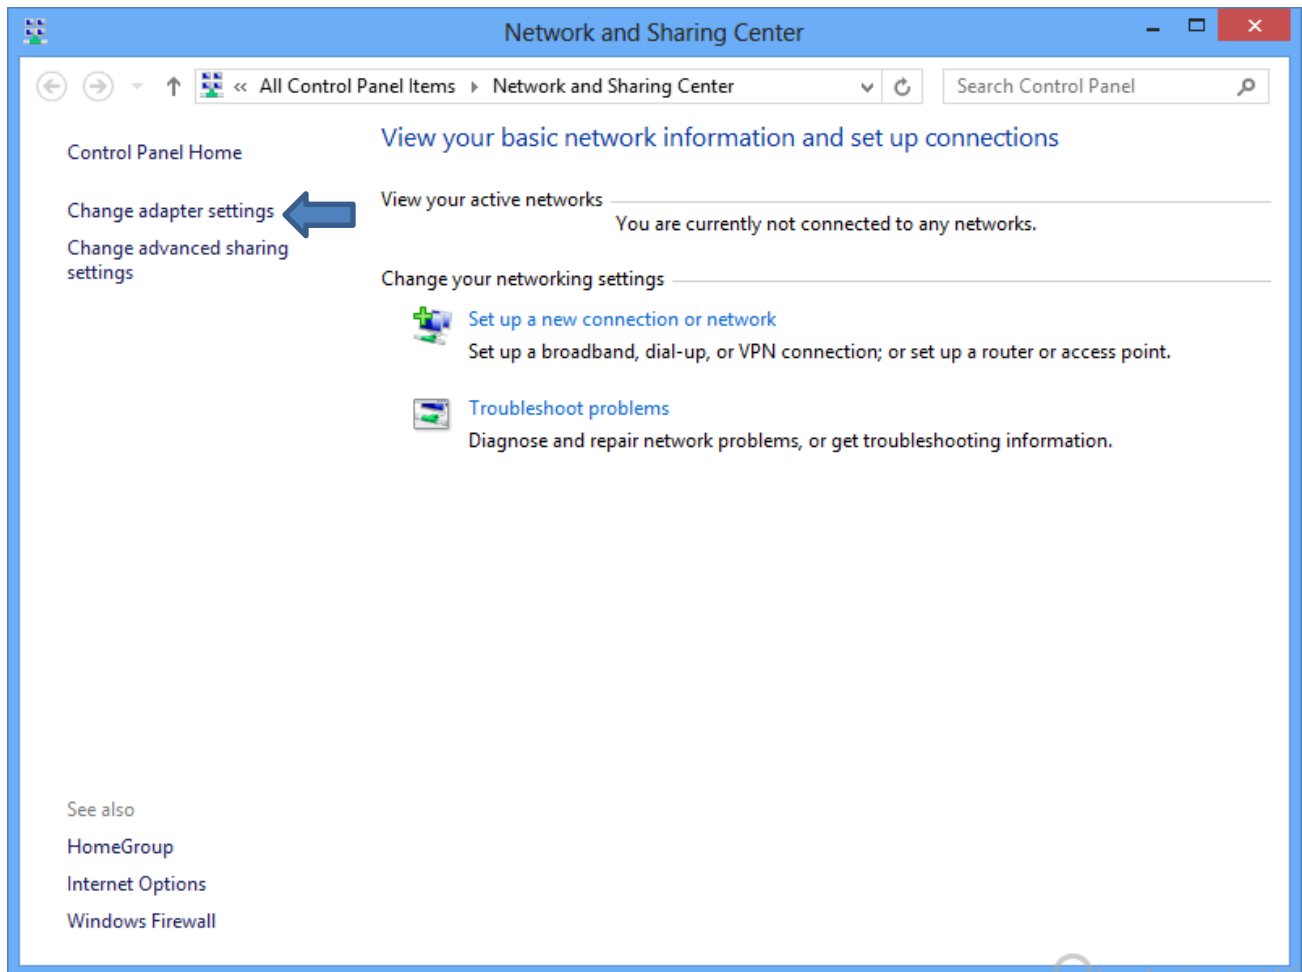 Network and Sharing Center
« All Control Panel Items Network and Sharing Center
Search Control Panel
Control Panel Home
Change adapter settings
Change advanced sharing
settings
View your basic network information and set up connections
View your active networks
You are currently not connected to any networks.
Change your networking settings
Set up a new connection or network
Set up a broadband, dial-up, or VPN connection; or set up a router or access point.
Troubleshoot problems
Diagnose and repair network problems, or get troubleshooting information.
See also
HomeGroup
Internet Options
Windows Firewall